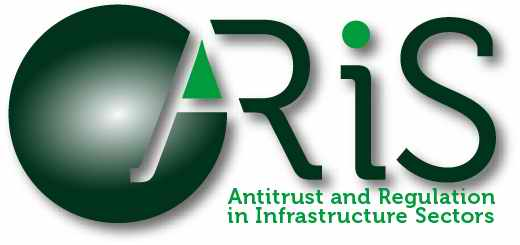 ARiS
Antitrust and Regulation
in Infrastructure Sectors